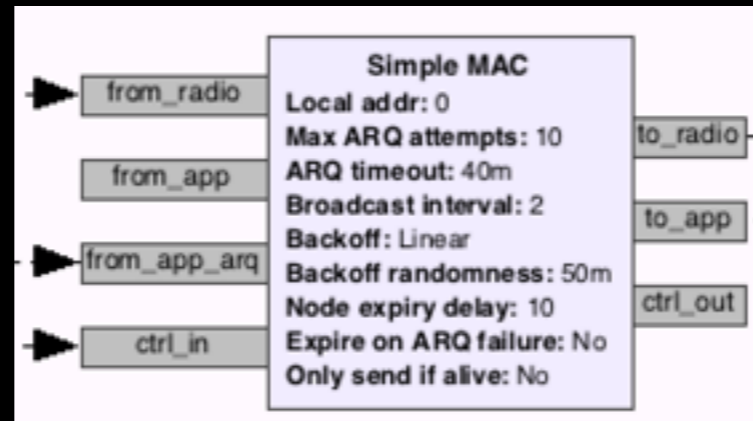 Simple MAC
from_radio
Local addr: 0
Max ARQ attempts: 10
to_radio
from_app
ARQ timeout: 40m
Broadcast interval: 2
to_app
Backoff: Linear
from_app_arq
Backoff randomness: 50m
Node expiry delay: 10
ctrl_out
ctrl_in
Expire on ARQ failure: No
Only send if alive: No